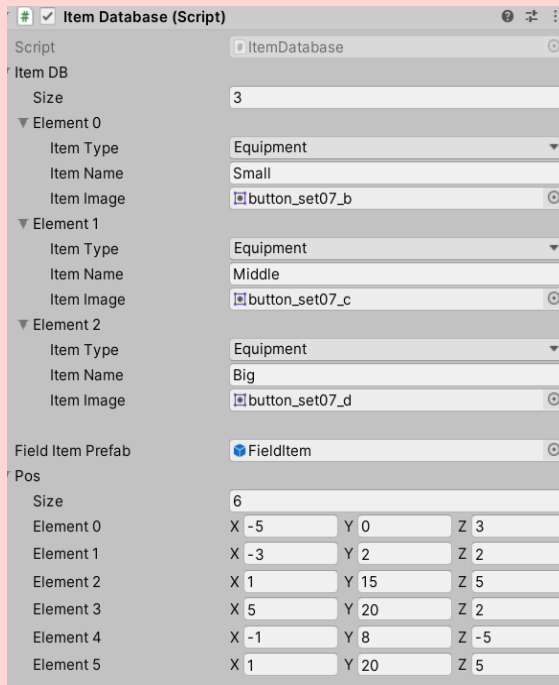 Item Database (Script)
Script ItemDatabase
Item DB
Size 3
Element 0
Item Type Equipment
Item Name Small
Item Image button_set07_b
Element 1
Item Type Equipment
Item Name Middle
Item Image button_set07_c
Element 2
Item Type Equipment
Item Name Big
Item Image button_set07_d
Field Item Prefab FieldItem
Pos
Size 6
Element 0 X -5 Y 0 Z 3
Element 1 X -3 Y 2 Z 2
Element 2 X 1 Y 15 Z 5
Element 3 X 5 Y 20 Z 2
Element 4 X -1 Y 8 Z -5
Element 5 X 1 Y 20 Z 5